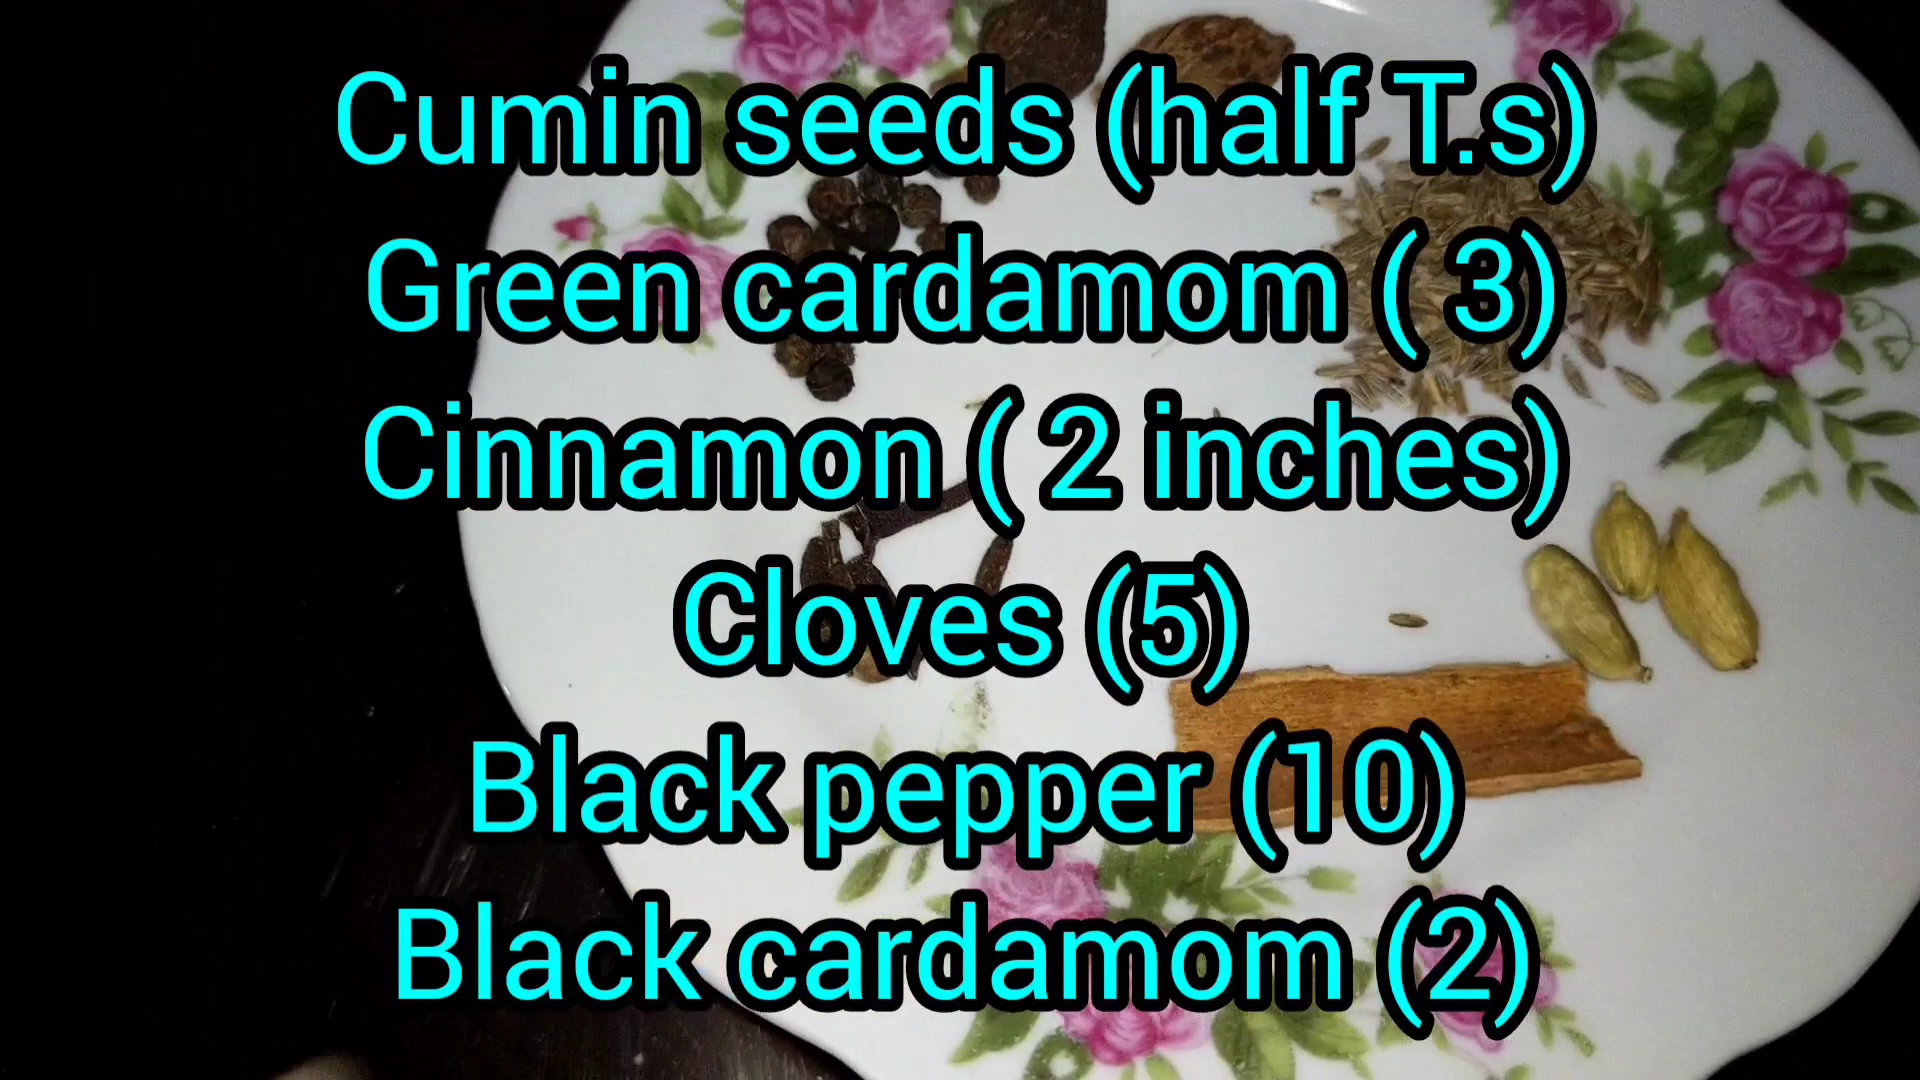 Cumin seeds (half T.s)
Green cardamom ( 3)
Cinnamon ( 2 inches)
Cloves (5)
Black pepper (10)
Black cardamom (2)